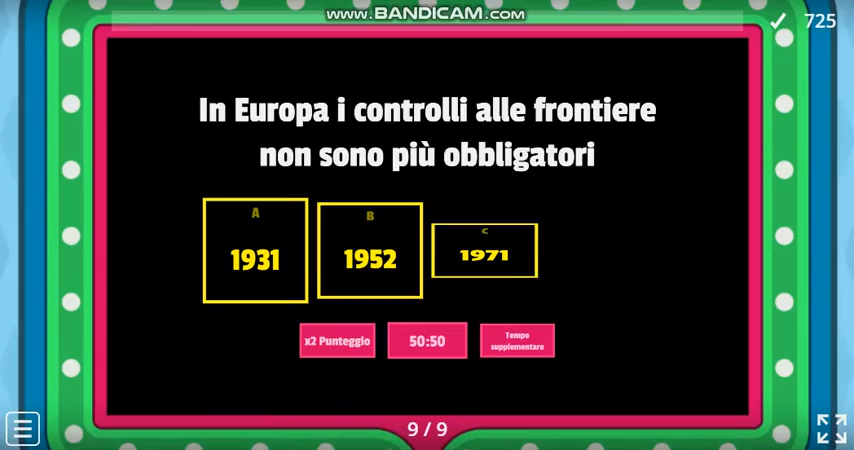 www.BANDICAM.com
725
In Europa i controlli alle frontiere
non sono più obbligatori
A
1931
B
1952
C
1971
x2 Punteggio
50:50
Tempo
supplementare
9 / 9